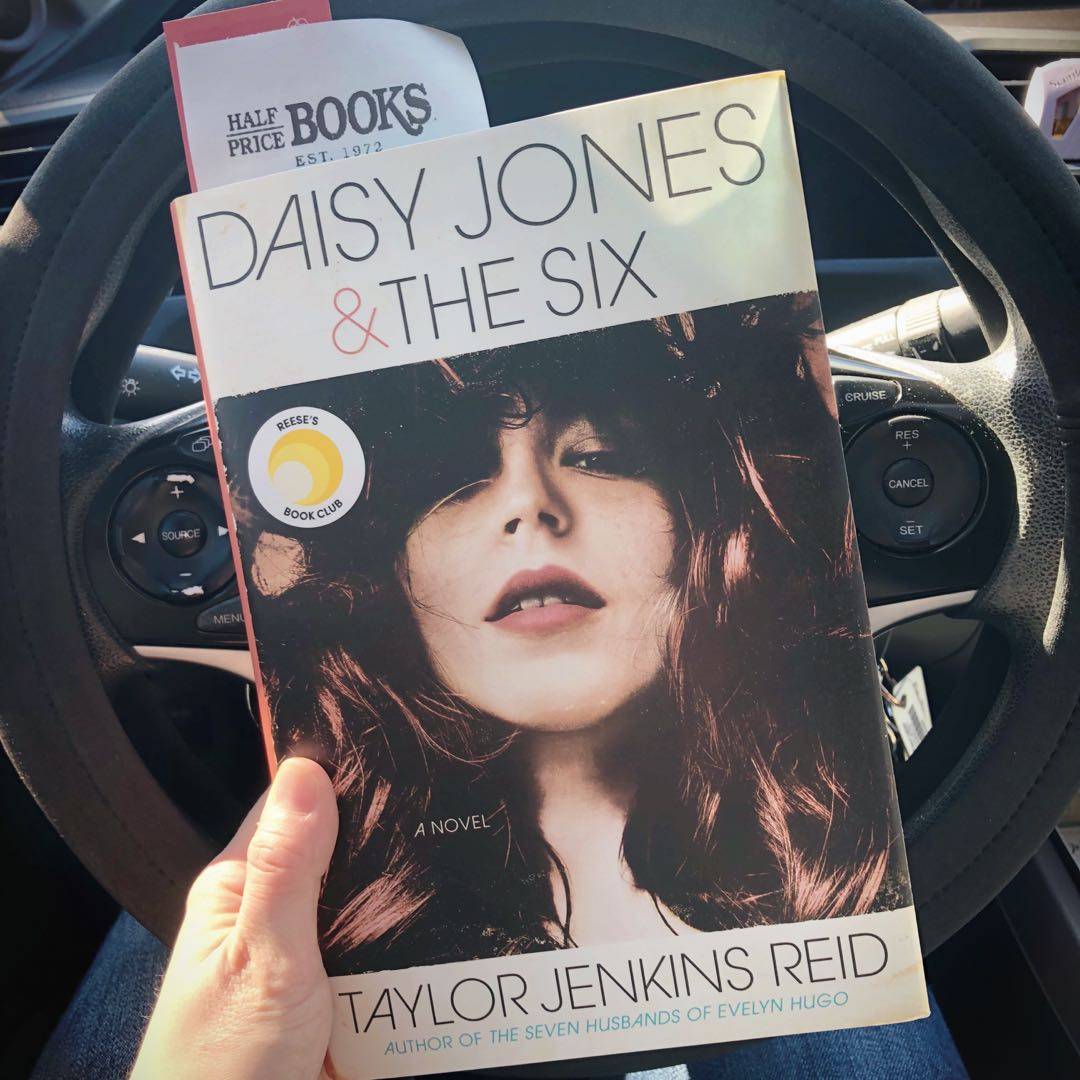 HALF PRICE BOOKS
EST. 1972
DAISY JONES
& THE SIX
REESE'S
BOOK CLUB
A NOVEL
TAYLOR JENKINS REID
AUTHOR OF THE SEVEN HUSBANDS OF EVELYN HUGO
+
SOURCE
-
MENU
CRUISE
RES
+
CANCEL
-
SET